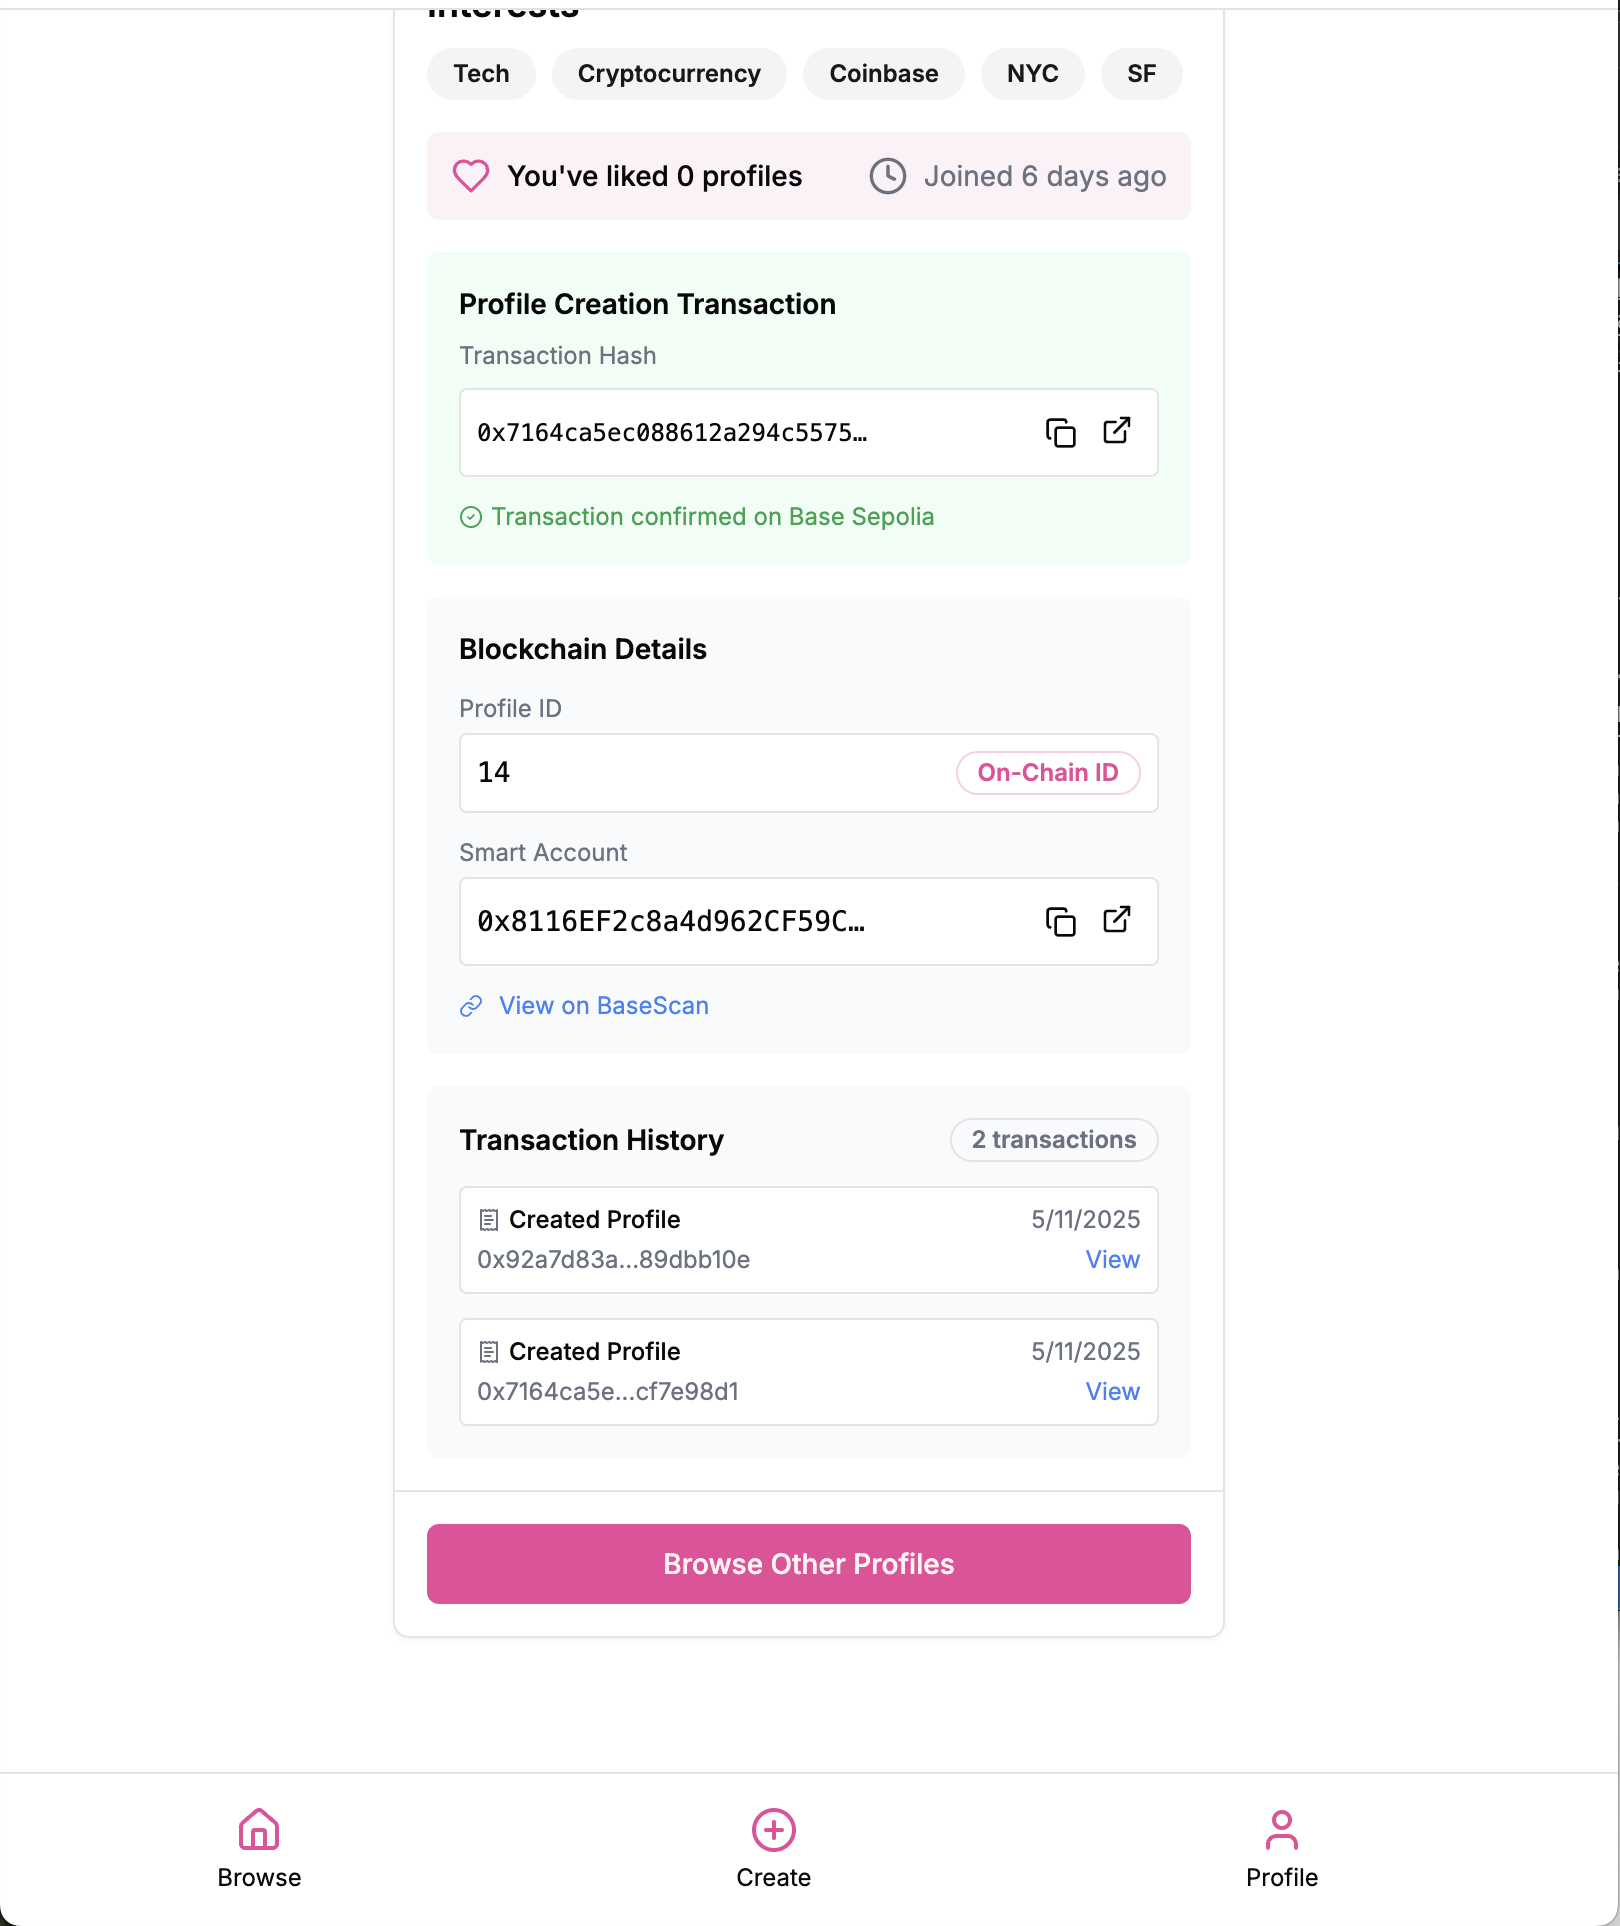 Interests
Tech Cryptocurrency Coinbase NYC SF
You've liked 0 profiles Joined 6 days ago
Profile Creation Transaction
Transaction Hash
0x7164ca5ec088612a294c5575…
Transaction confirmed on Base Sepolia
Blockchain Details
Profile ID
14 On-Chain ID
Smart Account
0x8116EF2c8a4d962CF59C…
View on BaseScan
Transaction History 2 transactions
Created Profile 5/11/2025
0x92a7d83a...89dbb10e View
Created Profile 5/11/2025
0x7164ca5e...cf7e98d1 View
Browse Other Profiles
Browse Create Profile